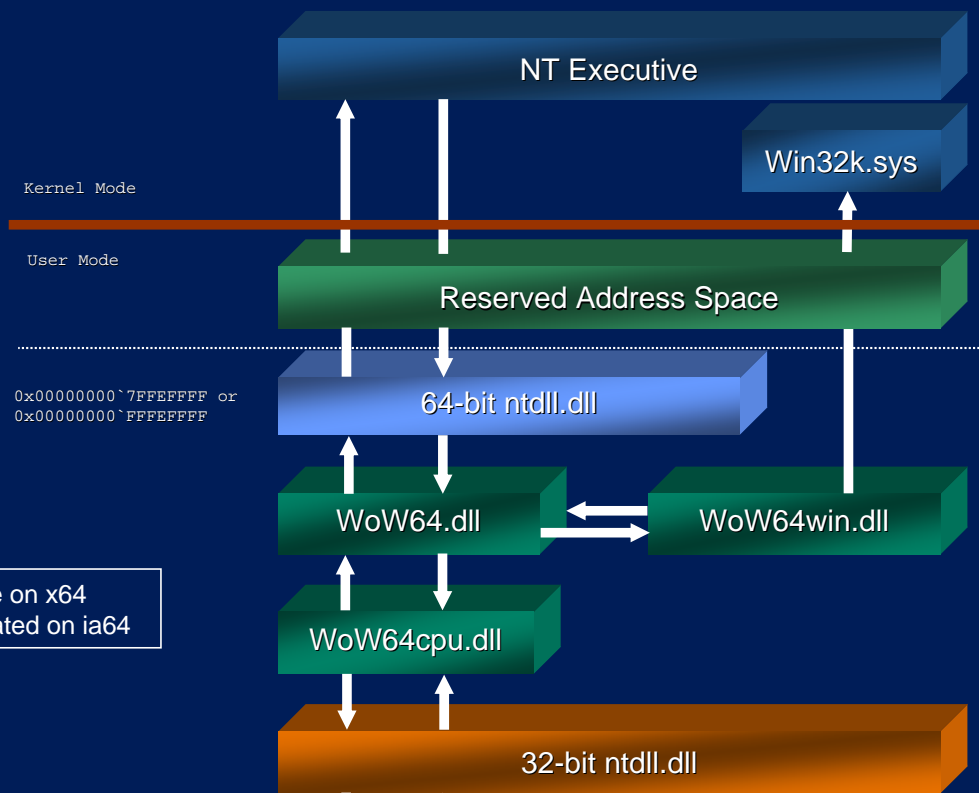 NT Executive
Win32k.sys
Kernel Mode
User Mode
Reserved Address Space
0x00000000`7FFEFFFF or
0x00000000`FFFEFFFF
64-bit ntdll.dll
WoW64.dll
WoW64win.dll
on x64
on ia64
WoW64cpu.dll
32-bit ntdll.dll